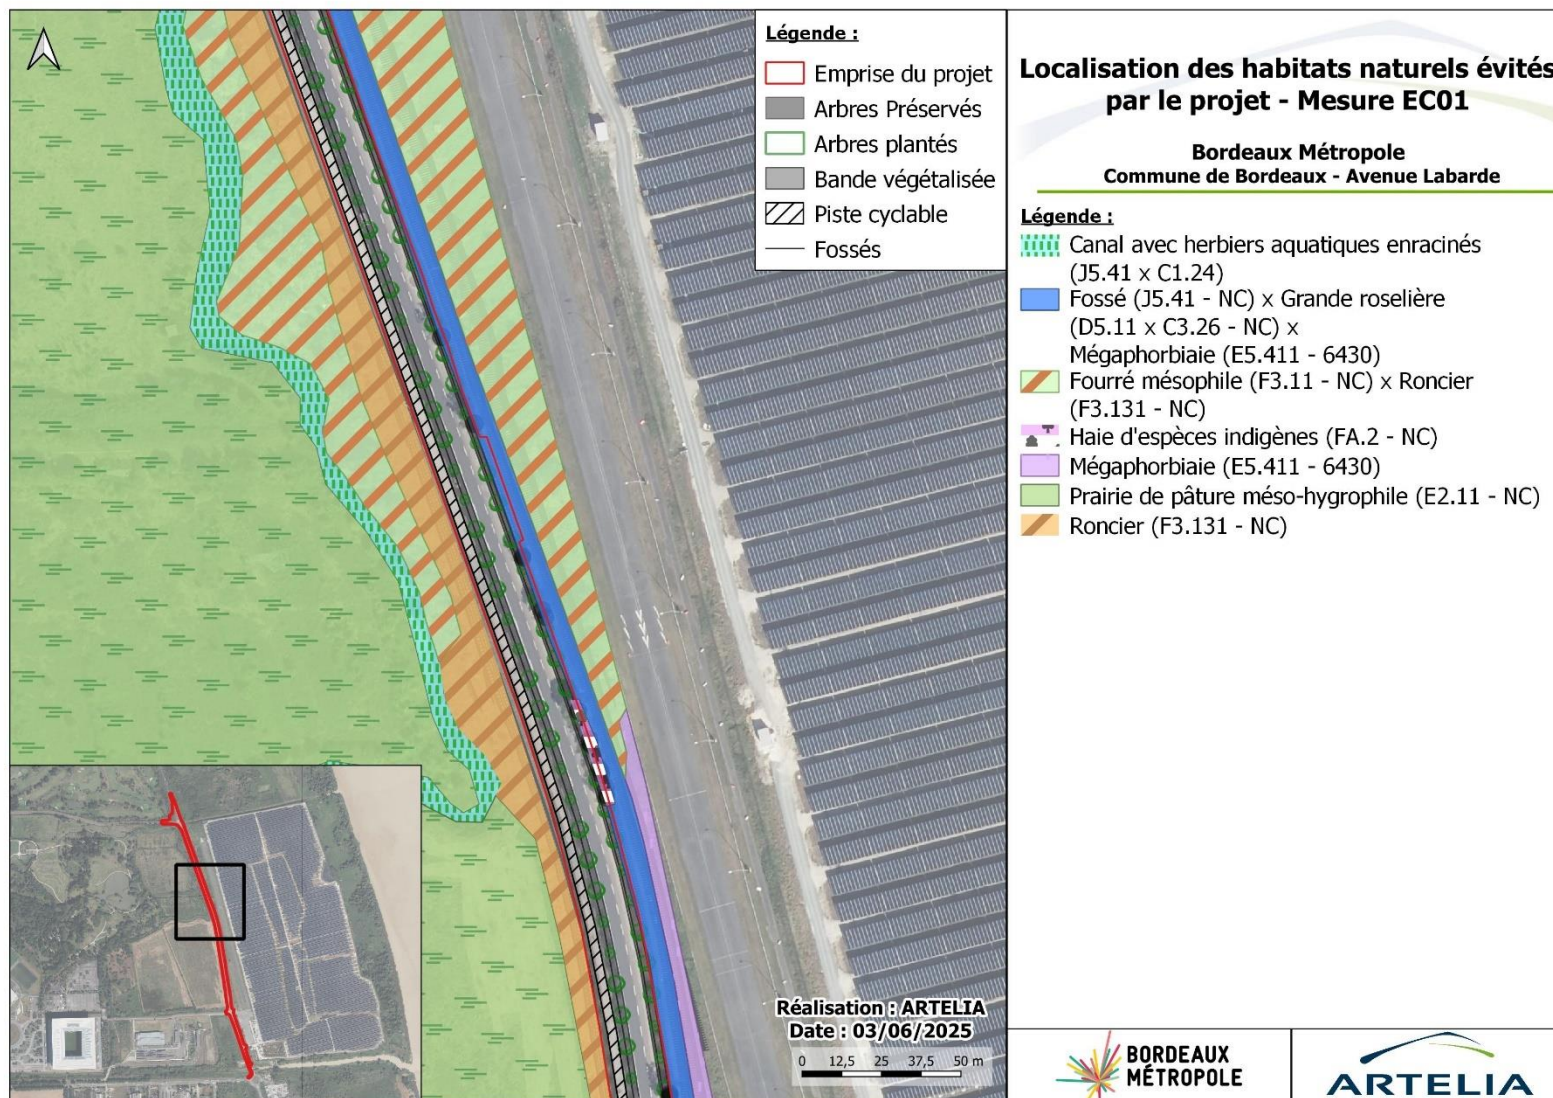 Légende :
Emprise du projet
Arbres Préservés
Arbres plantés
Bande végétalisée
Piste cyclable
Fossés
Réalisation : ARTELIA
Date : 03/06/2025
0 12,5 25 37,5 50 m
Localisation des habitats naturels évités
par le projet - Mesure EC01
Bordeaux Métropole
Commune de Bordeaux - Avenue Labarde
Légende :
Canal avec herbiers aquatiques enracinés
(J5.41 x C1.24)
Fossé (J5.41 - NC) x Grande roselière
(D5.11 x C3.26 - NC) x
Mégaphorbiaie (E5.411 - 6430)
Fourré mésophile (F3.11 - NC) x Roncier
(F3.131 - NC)
Haie d'espèces indigènes (FA.2 - NC)
Mégaphorbiaie (E5.411 - 6430)
Prairie de pâture méso-hygrophile (E2.11 - NC)
Roncier (F3.131 - NC)
BORDEAUX
MÉTROPOLE
ARTELIA